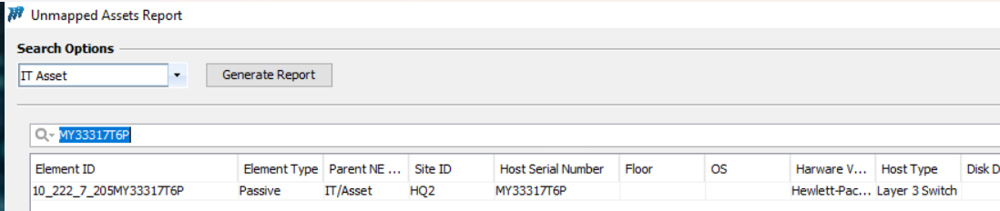 Unmapped Assets Report
Search Options
IT Asset Generate Report
MY33317T6P
Element ID Element Type Parent NE ... Site ID Host Serial Number Floor OS Harware V... Host Type Disk D
10_222_7_205MY33317T6P Passive IT/Asset HQ2 MY33317T6P Hewlett-Pac... Layer 3 Switch